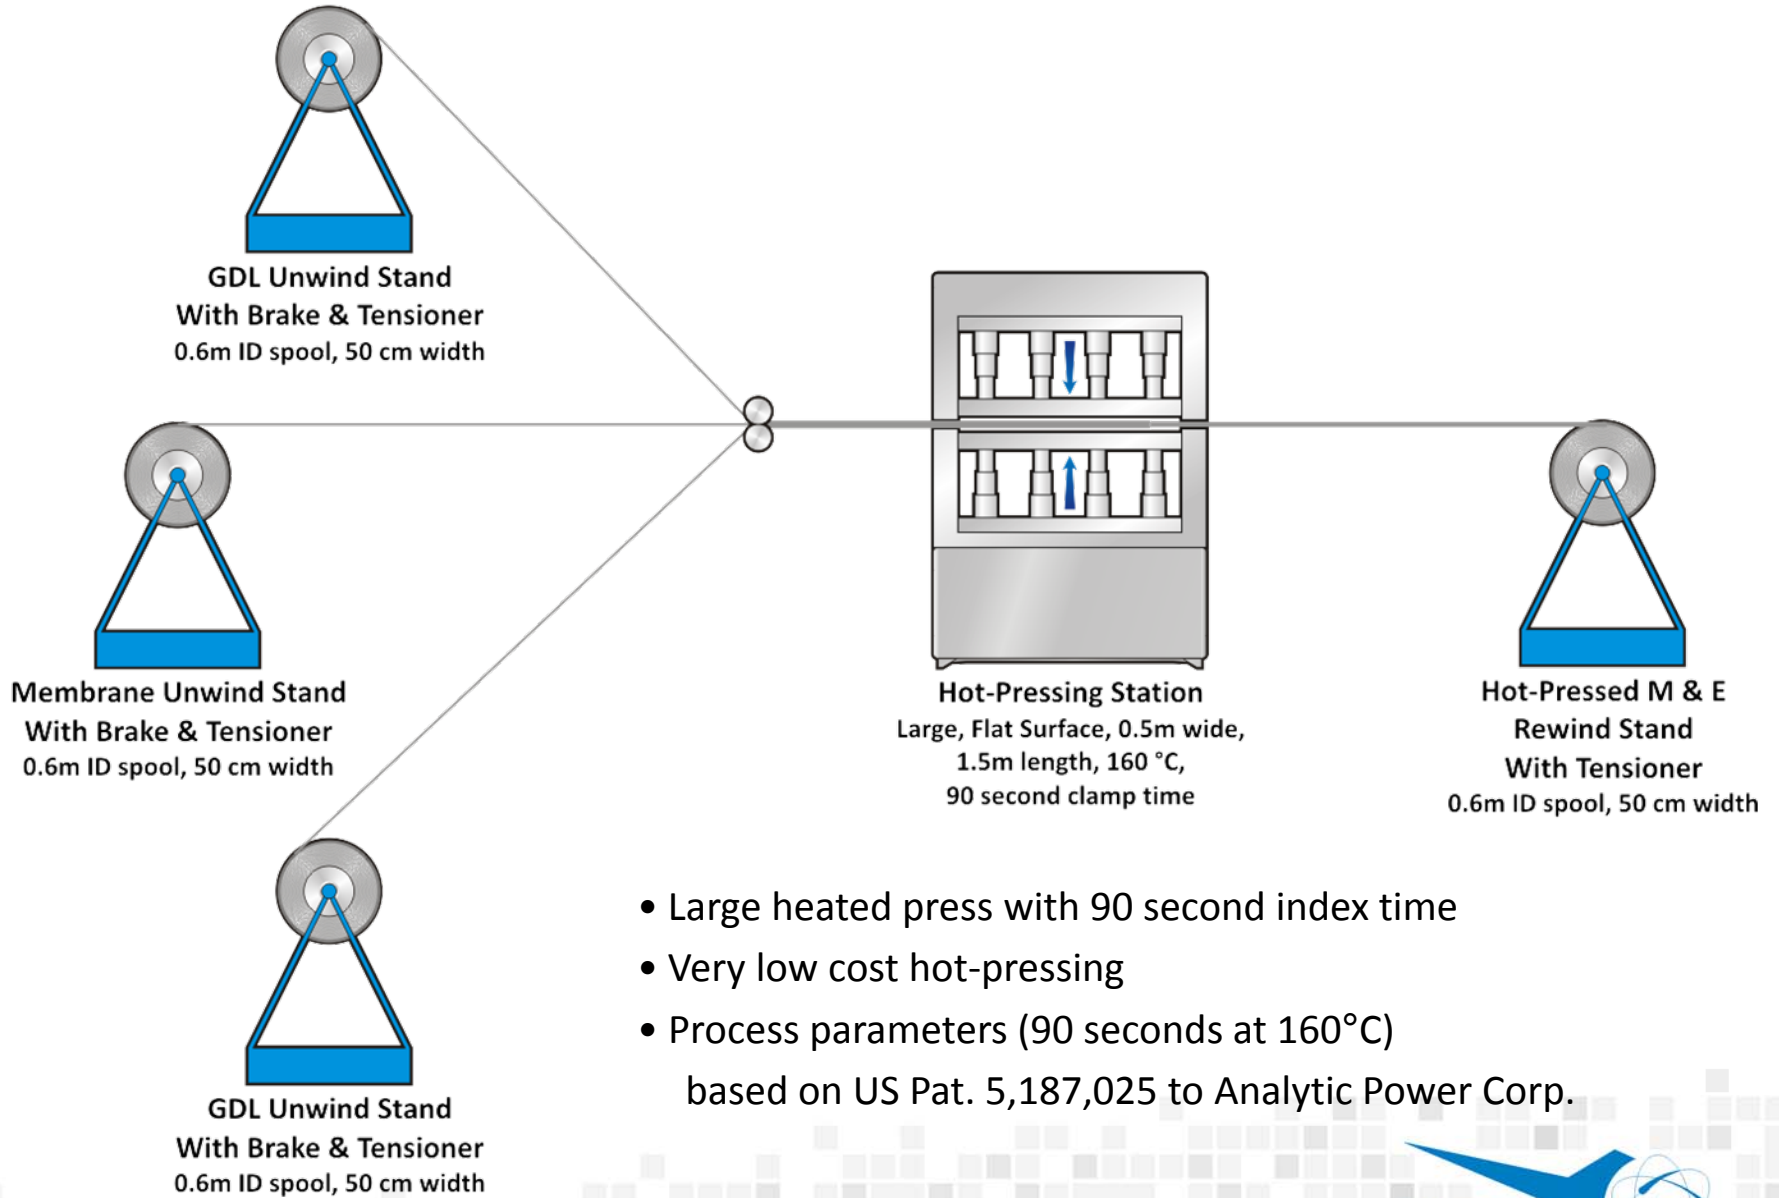 GDL Unwind Stand
With Brake & Tensioner
0.6m ID spool, 50 cm width
Membrane Unwind Stand
With Brake & Tensioner
0.6m ID spool, 50 cm width
Hot-Pressing Station
Large, Flat Surface, 0.5m wide,
1.5m length, 160 °C,
90 second clamp time
Hot-Pressed M & E
Rewind Stand
With Tensioner
0.6m ID spool, 50 cm width
GDL Unwind Stand
With Brake & Tensioner
0.6m ID spool, 50 cm width
• Large heated press with 90 second index time
• Very low cost hot-pressing
• Process parameters (90 seconds at 160°C)
based on US Pat. 5,187,025 to Analytic Power Corp.